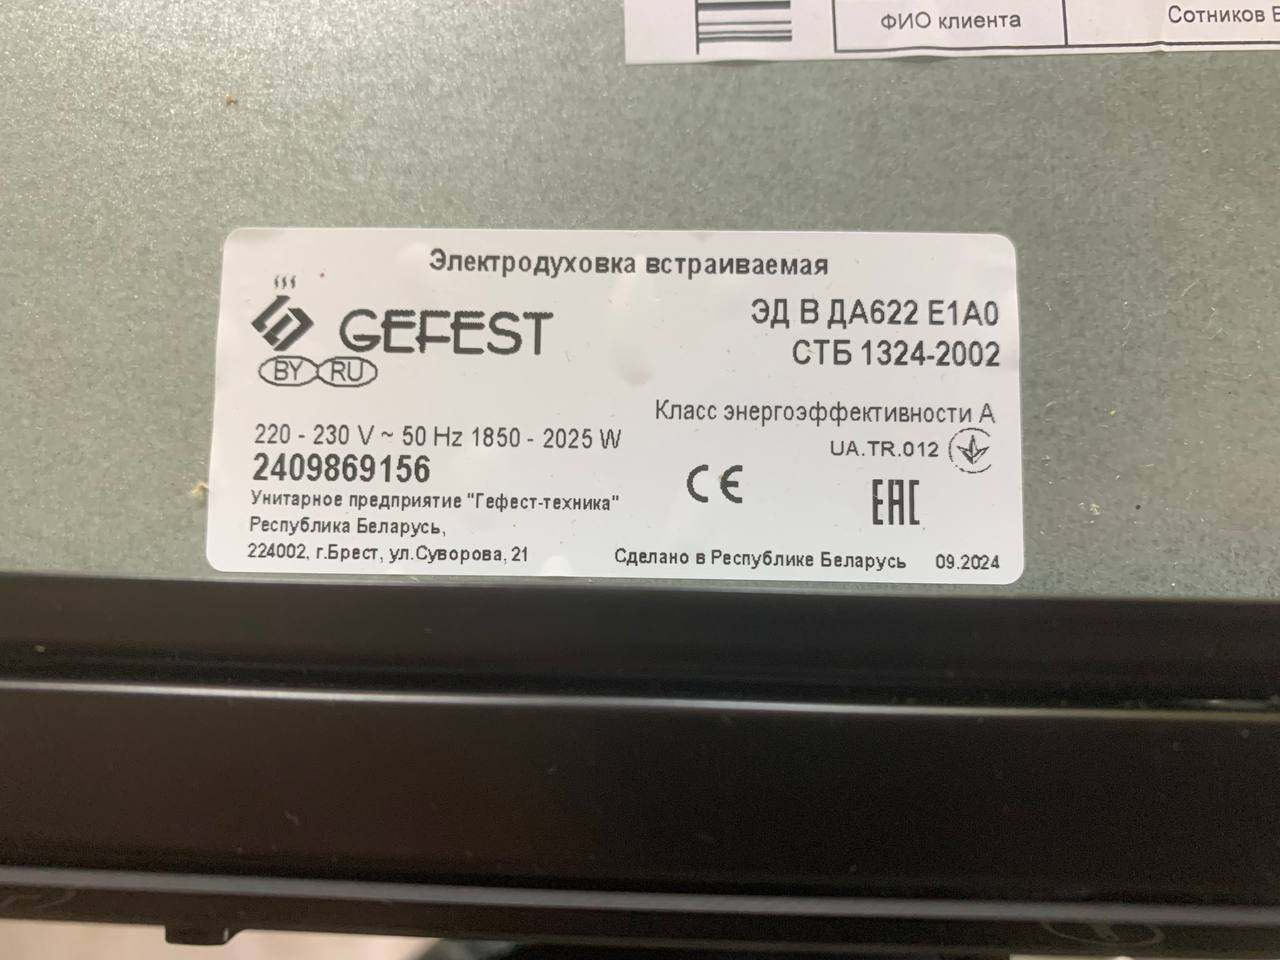 ФИО клиента
Сотников Е
Электродуховка встраиваемая
GEFEST
ЭД В ДА622 Е1А0
СТБ 1324-2002
BY RU
Класс энергоэффективности А
220 - 230 V ~ 50 Hz 1850 - 2025 W
UA.TR.012
2409869156
CE
EAC
Унитарное предприятие "Гефест-техника"
Республика Беларусь,
224002, г.Брест, ул.Суворова, 21
Сделано в Республике Беларусь 09.2024